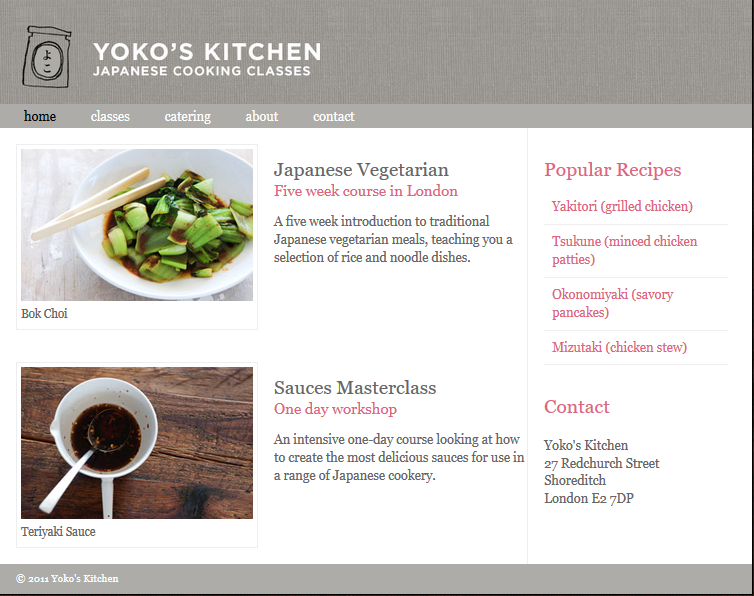 よこ
YOKO'S KITCHEN
JAPANESE COOKING CLASSES
home classes catering about contact
Japanese Vegetarian
Five week course in London
A five week introduction to traditional
Japanese vegetarian meals, teaching you a
selection of rice and noodle dishes.
Bok Choi
Sauces Masterclass
One day workshop
An intensive one-day course looking at how
to create the most delicious sauces for use in
a range of Japanese cookery.
Teriyaki Sauce
Popular Recipes
Yakitori (grilled chicken)
Tsukune (minced chicken
patties)
Okonomiyaki (savory
pancakes)
Mizutaki (chicken stew)
Contact
Yoko's Kitchen
27 Redchurch Street
Shoreditch
London E2 7DP
© 2011 Yoko's Kitchen